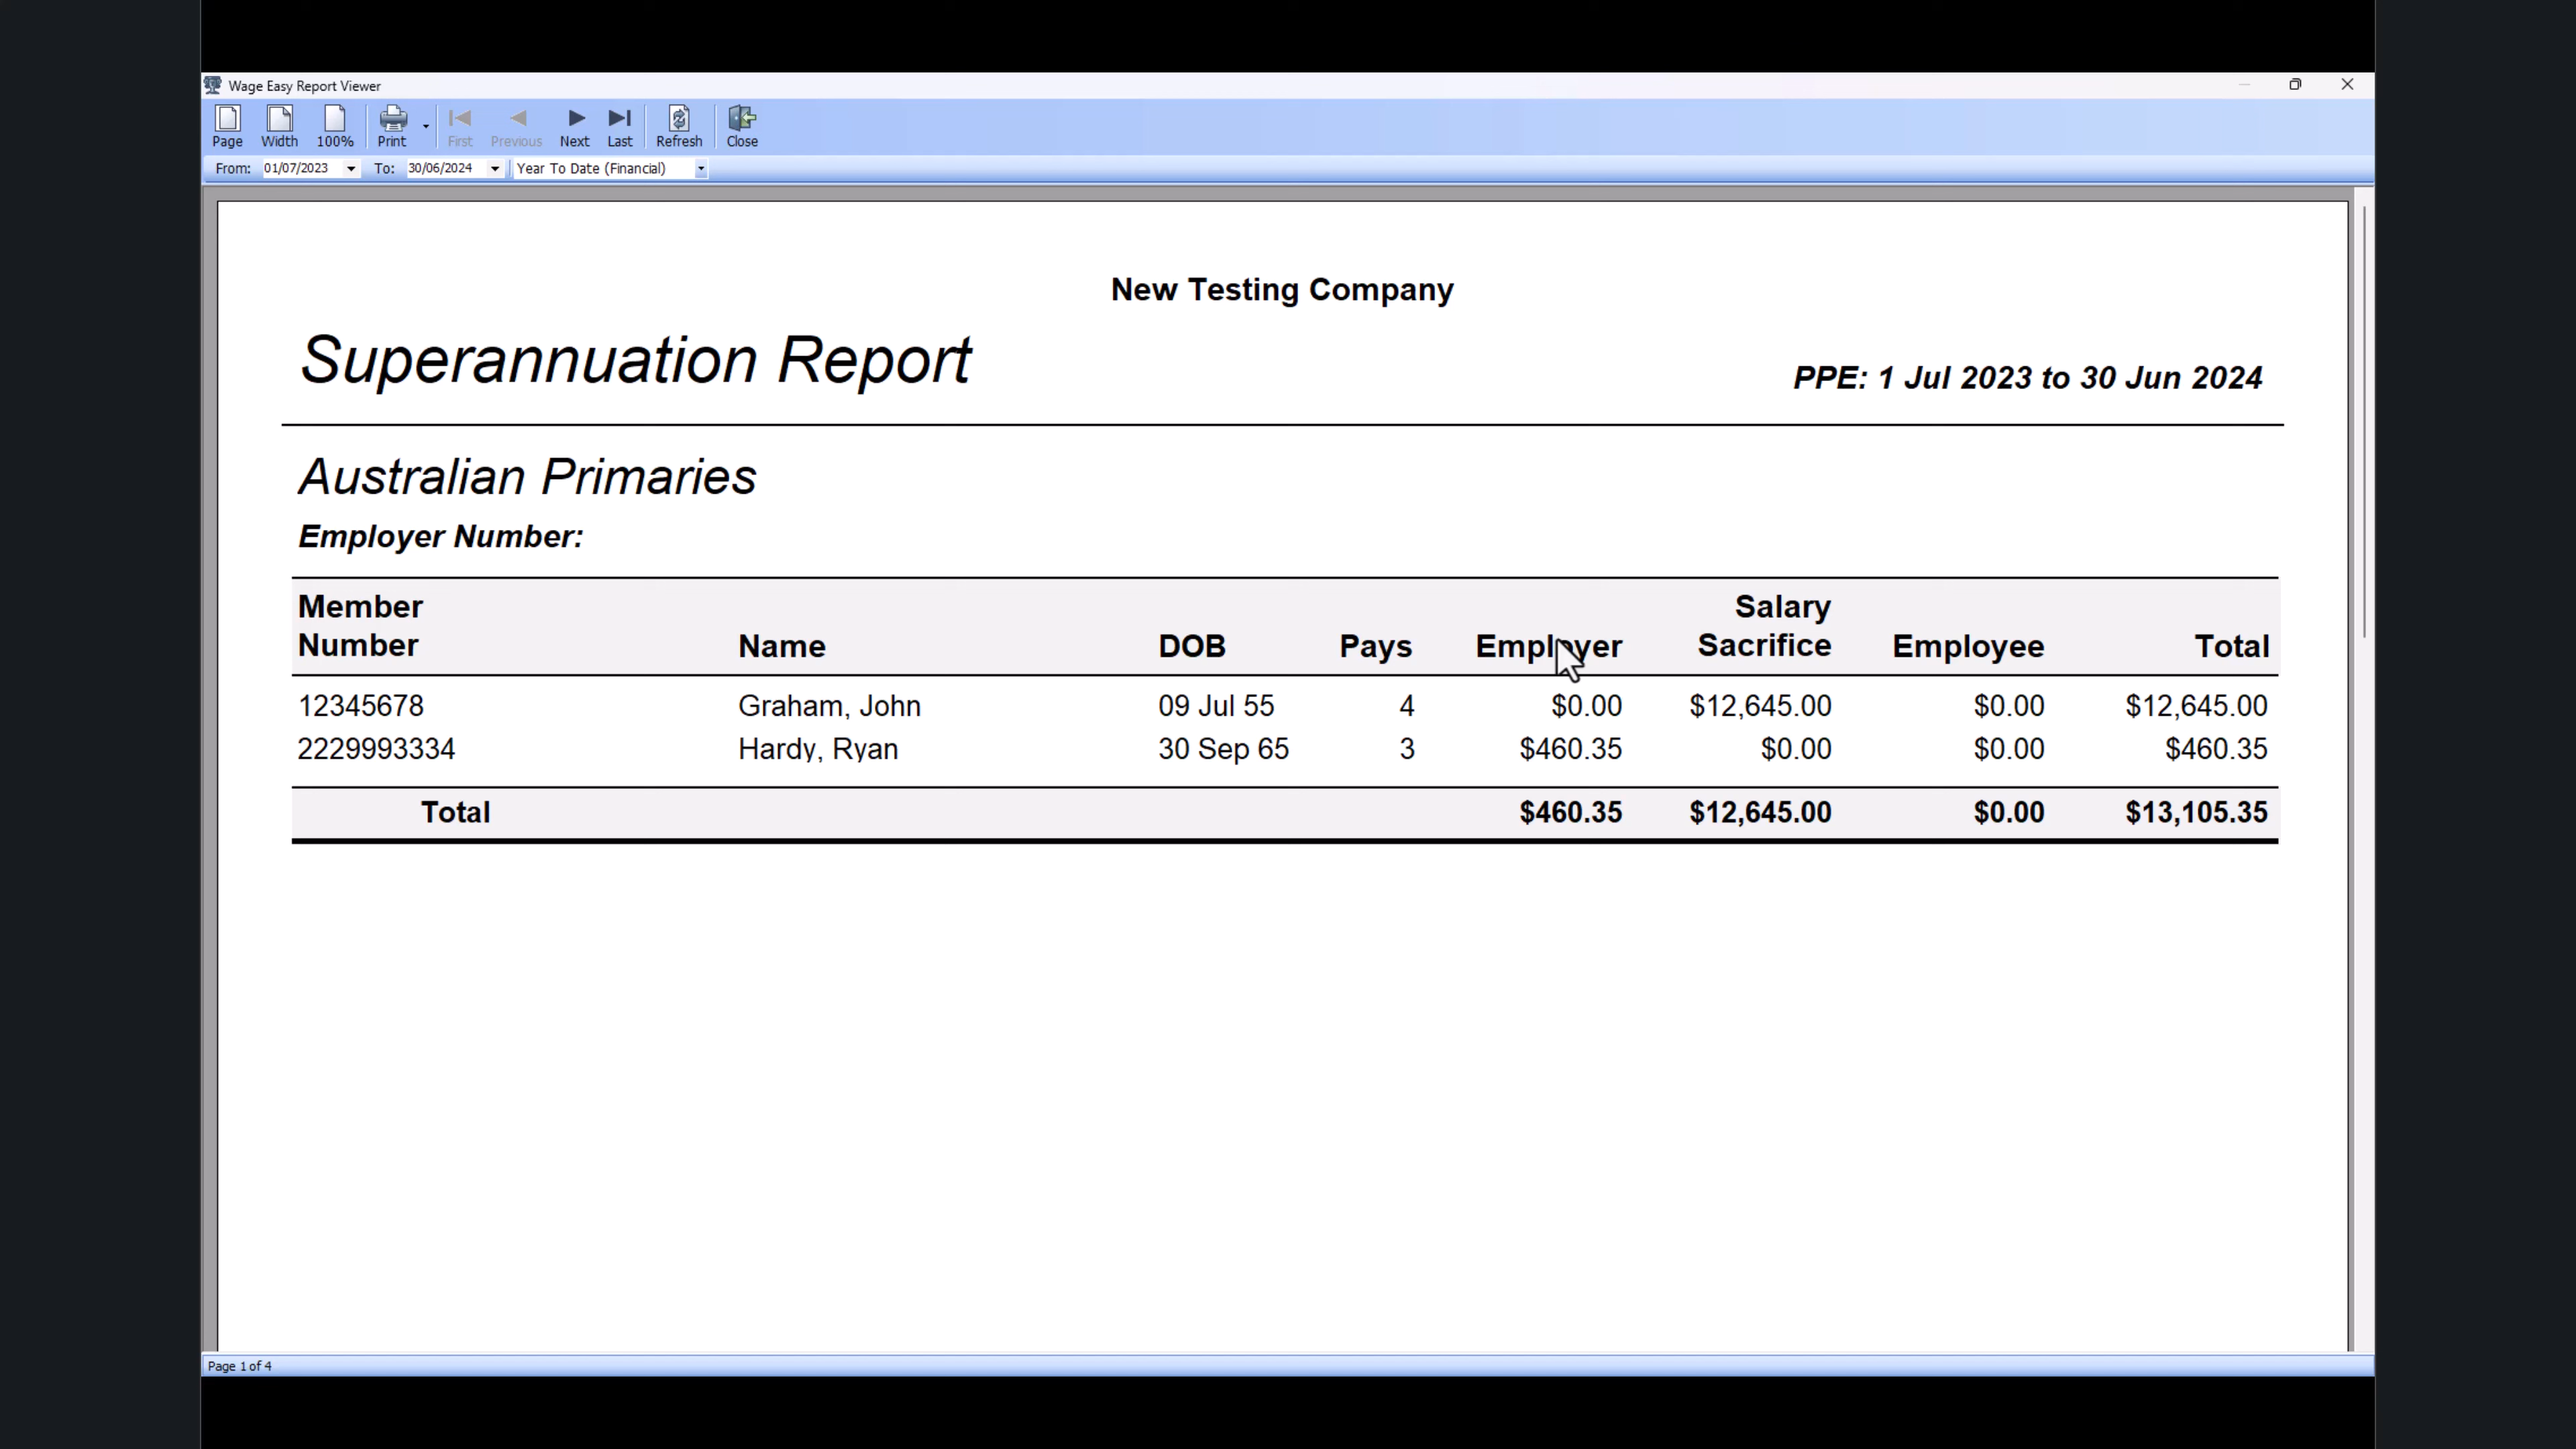 Wage Easy Report Viewer
Page Width 100% Print First Previous Next Last Refresh Close
From: 01/07/2023 To: 30/06/2024 Year To Date (Financial)
New Testing Company
Superannuation Report
PPE: 1 Jul 2023 to 30 Jun 2024
Australian Primaries
Employer Number:
Member Number Name DOB Pays Employer Salary Sacrifice Employee Total
12345678 Graham, John 09 Jul 55 4 $0.00 $12,645.00 $0.00 $12,645.00
2229993334 Hardy, Ryan 30 Sep 65 3 $460.35 $0.00 $0.00 $460.35
Total $460.35 $12,645.00 $0.00 $13,105.35
Page 1 of 4